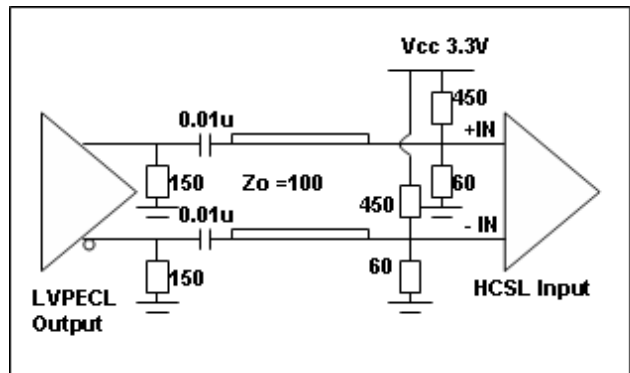 Vcc 3.3V
450
0.01u
+IN
150
Zo =100
60
450
0.01u
- IN
60
150
LVPECL
Output
HCSL Input